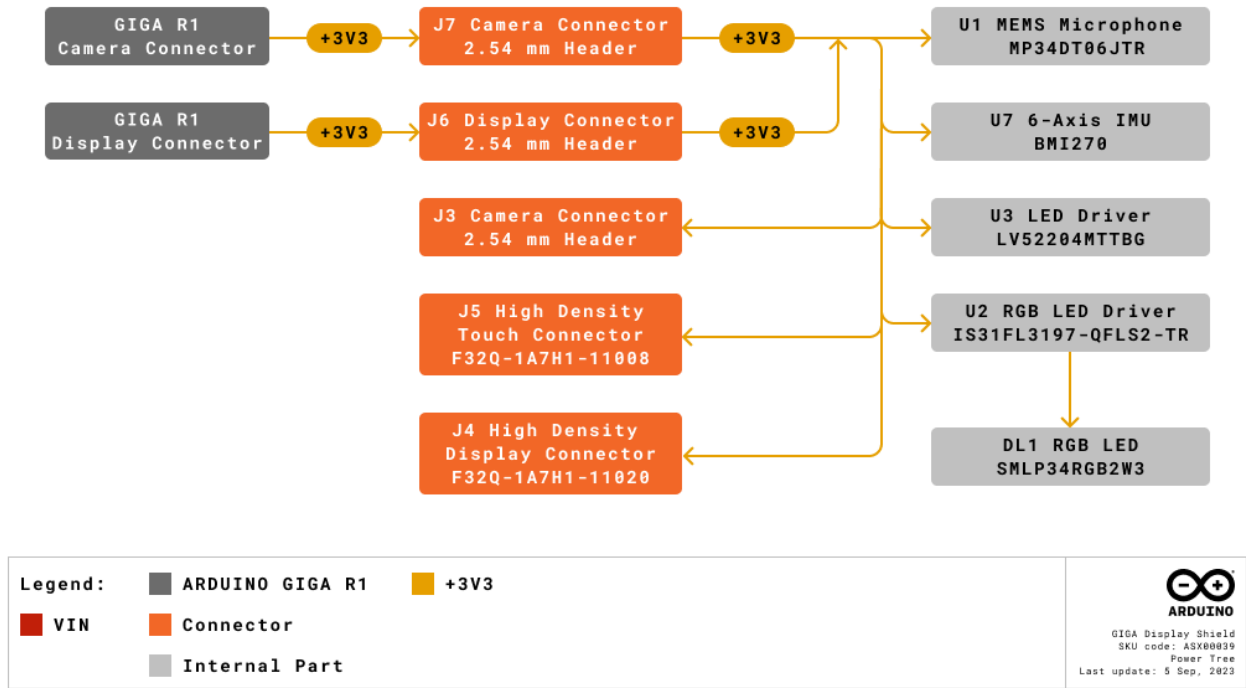 GIGA R1
Camera Connector
+3V3
J7 Camera Connector
2.54 mm Header
+3V3
U1 MEMS Microphone
MP34DT06JTR
GIGA R1
Display Connector
+3V3
J6 Display Connector
2.54 mm Header
+3V3
U7 6-Axis IMU
BMI270
J3 Camera Connector
2.54 mm Header
U3 LED Driver
LV52204MTTBG
J5 High Density
Touch Connector
F32Q-1A7H1-11008
U2 RGB LED Driver
IS31FL3197-QFLS2-TR
J4 High Density
Display Connector
F32Q-1A7H1-11020
DL1 RGB LED
SMLP34RGB2W3
Legend:
ARDUINO GIGA R1
+3V3
VIN
Connector
Internal Part
ARDUINO
GIGA Display Shield
SKU code: ASX00039
Power Tree
Last update: 5 Sep, 2023